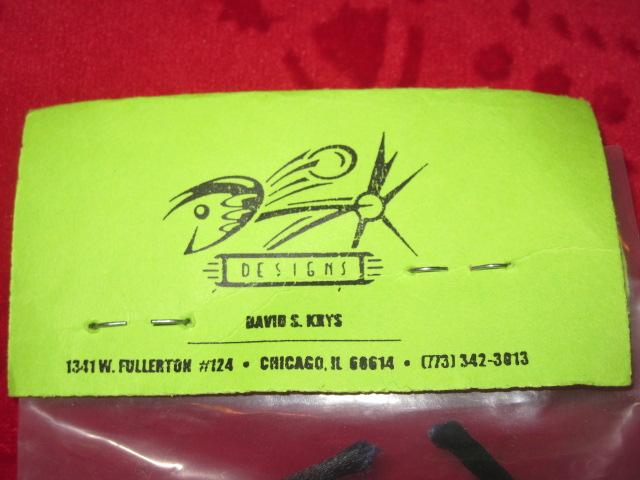 DESIGNS
DAVID S. KRYS
1341 W. FULLERTON #124 • CHICAGO, IL 60614 • (773) 342-3013